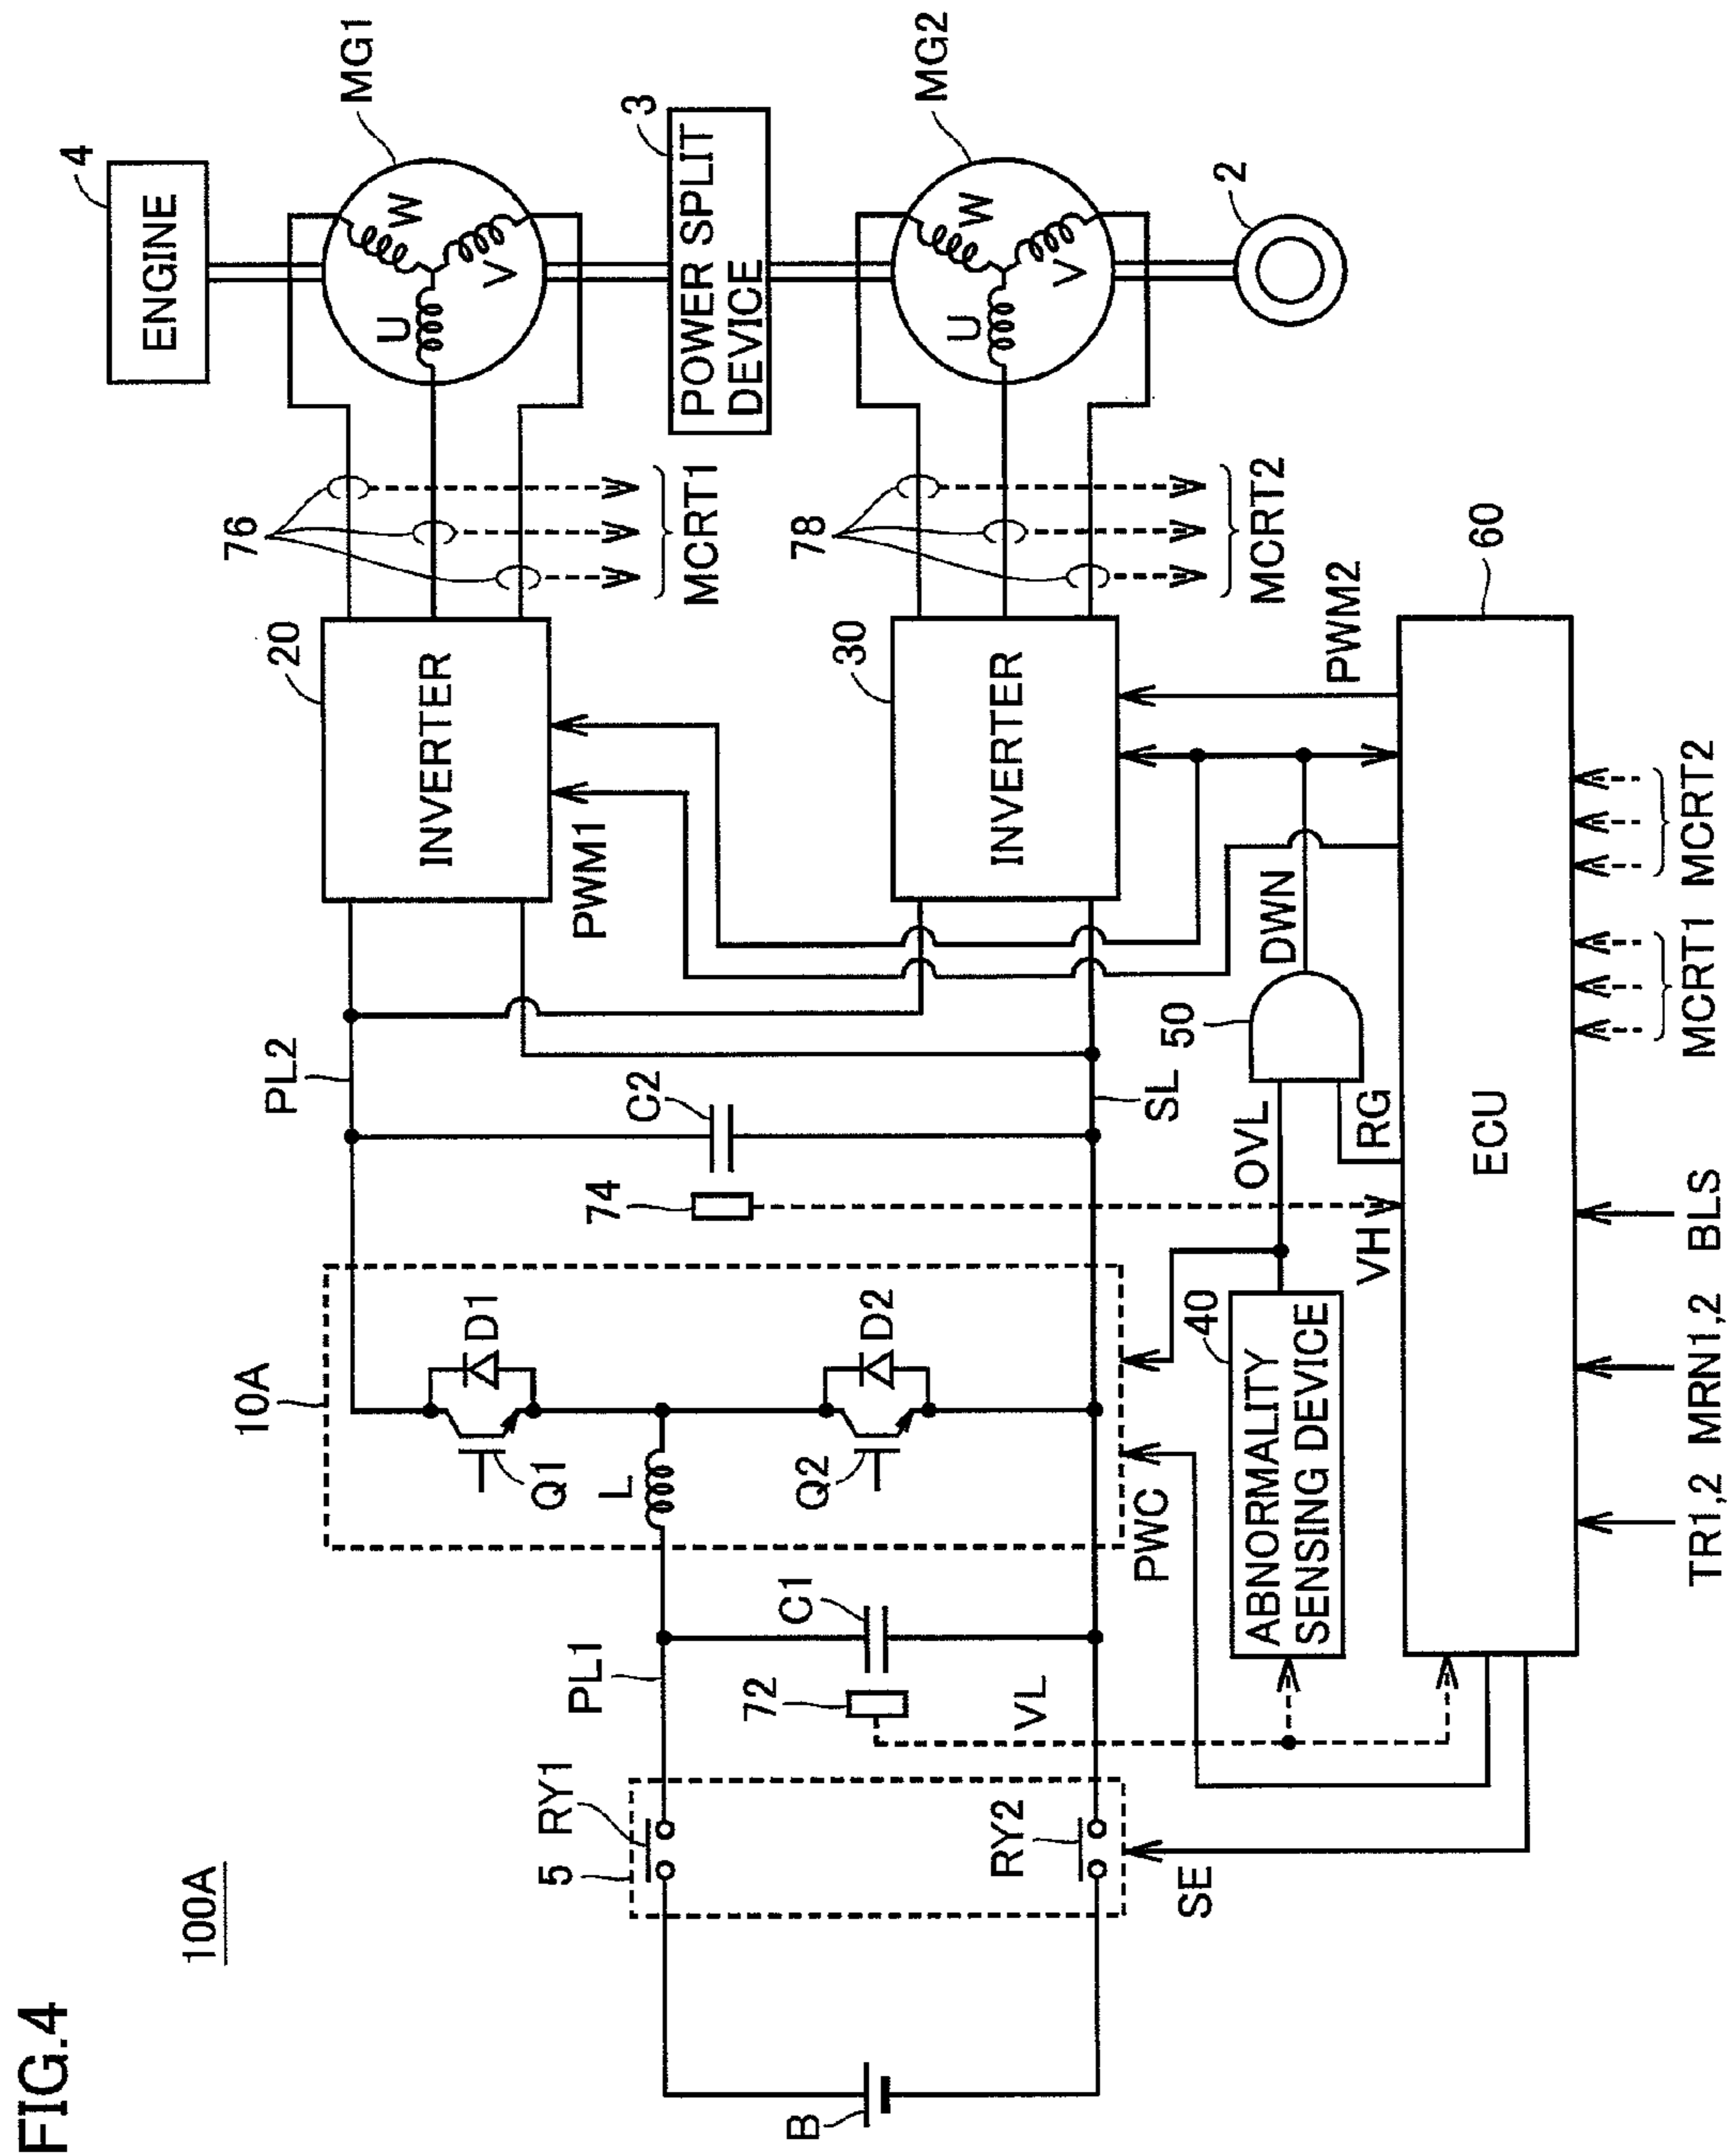 FIG.4
100A
ENGINE
4
MG1
W
U
V
3
POWER SPLIT
DEVICE
MG2
W
U
V
2
76
MCRT1
78
MCRT2
20
INVERTER
PWM1
30
INVERTER
PWM2
60
PL2
C2
SL
74
50
DWN
OVL
RG
VH
10A
D1
Q1
L
D2
Q2
PWC
40
ABNORMALITY
SENSING DEVICE
ECU
PL1
C1
72
VL
5
RY1
RY2
SE
B
TR1,2
MRN1,2
BLS
MCRT1
MCRT2